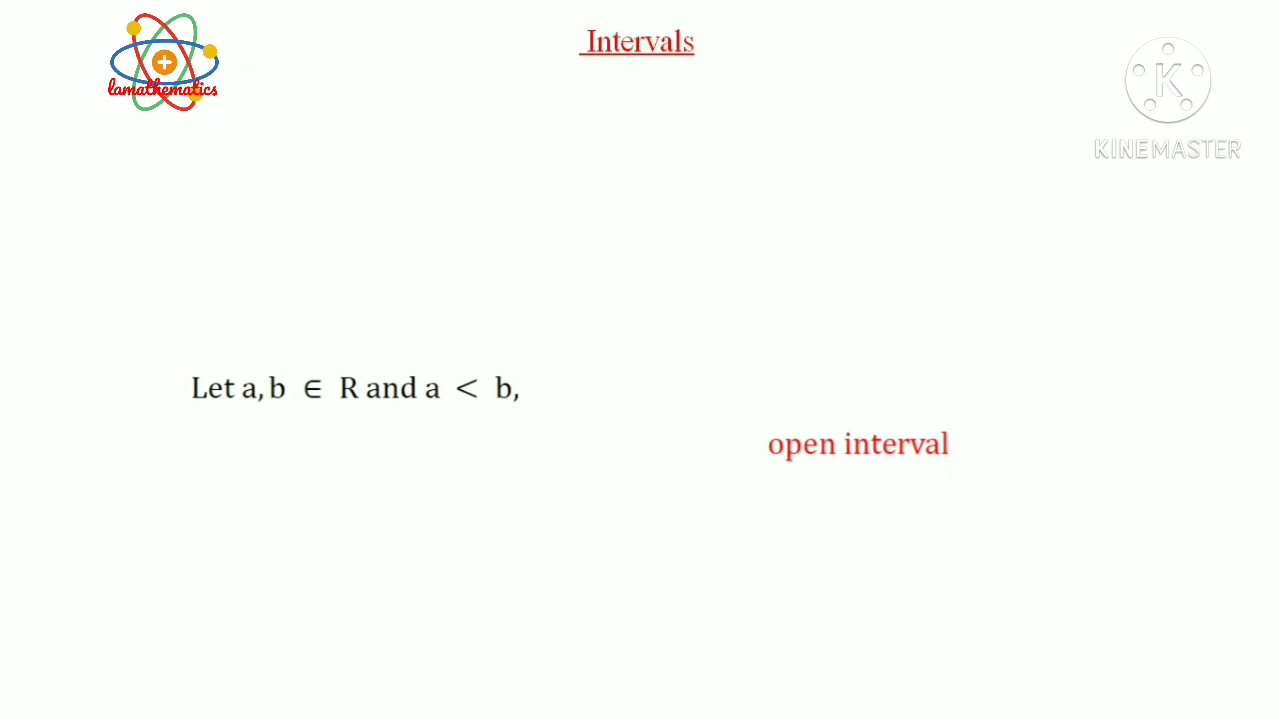 Intervals
lamathematics
K
KINEMASTER
Let a, b ∈ R and a < b,
open interval